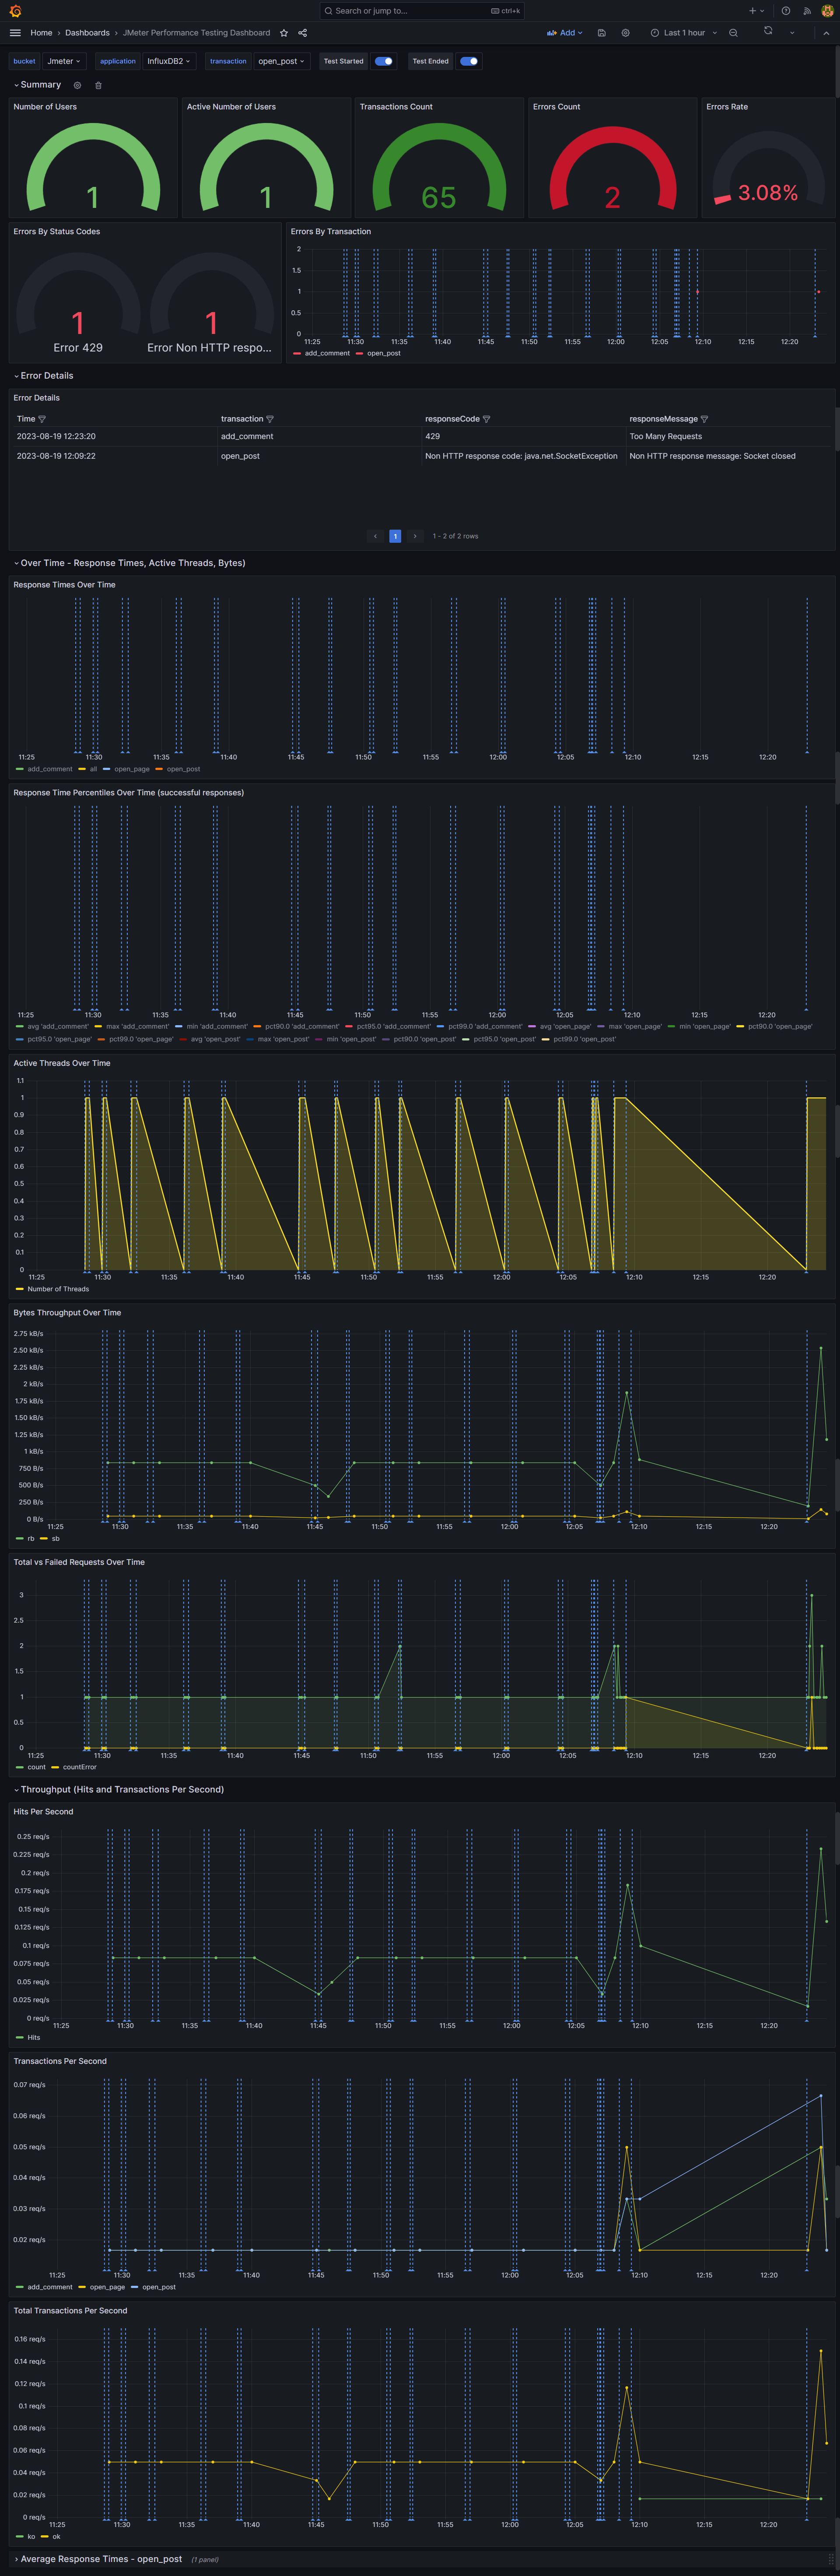 Search or jump to... ctrl+k
Home › Dashboards › JMeter Performance Testing Dashboard Add Last 1 hour
bucket Jmeter application InfluxDB2 transaction open_post Test Started Test Ended
Summary
Number of Users Active Number of Users Transactions Count Errors Count Errors Rate
1 1 65 2 3.08%
Errors By Status Codes
1 1
Error 429 Error Non HTTP respo...
Errors By Transaction
2
1.5
1
0.5
0
11:25 11:30 11:35 11:40 11:45 11:50 11:55 12:00 12:05 12:10 12:15 12:20
add_comment open_post
Error Details
Error Details
Time transaction responseCode responseMessage
2023-08-19 12:23:20 add_comment 429 Too Many Requests
2023-08-19 12:09:22 open_post Non HTTP response code: java.net.SocketException Non HTTP response message: Socket closed
‹ 1 › 1 - 2 of 2 rows
Over Time - Response Times, Active Threads, Bytes)
Response Times Over Time
11:25 11:30 11:35 11:40 11:45 11:50 11:55 12:00 12:05 12:10 12:15 12:20
add_comment all open_page open_post
Response Time Percentiles Over Time (successful responses)
11:25 11:30 11:35 11:40 11:45 11:50 11:55 12:00 12:05 12:10 12:15 12:20
avg 'add_comment' max 'add_comment' min 'add_comment' pct90.0 'add_comment' pct95.0 'add_comment' pct99.0 'add_comment' avg 'open_page' max 'open_page' min 'open_page' pct90.0 'open_page'
pct95.0 'open_page' pct99.0 'open_page' avg 'open_post' max 'open_post' min 'open_post' pct90.0 'open_post' pct95.0 'open_post' pct99.0 'open_post'
Active Threads Over Time
1.1
1
0.9
0.8
0.7
0.6
0.5
0.4
0.3
0.2
0.1
0
11:25 11:30 11:35 11:40 11:45 11:50 11:55 12:00 12:05 12:10 12:15 12:20
Number of Threads
Bytes Throughput Over Time
2.75 kB/s
2.50 kB/s
2.25 kB/s
2 kB/s
1.75 kB/s
1.50 kB/s
1.25 kB/s
1 kB/s
750 B/s
500 B/s
250 B/s
0 B/s
11:25 11:30 11:35 11:40 11:45 11:50 11:55 12:00 12:05 12:10 12:15 12:20
rb sb
Total vs Failed Requests Over Time
3
2.5
2
1.5
1
0.5
0
11:25 11:30 11:35 11:40 11:45 11:50 11:55 12:00 12:05 12:10 12:15 12:20
count countError
Throughput (Hits and Transactions Per Second)
Hits Per Second
0.25 req/s
0.225 req/s
0.2 req/s
0.175 req/s
0.15 req/s
0.125 req/s
0.1 req/s
0.075 req/s
0.05 req/s
0.025 req/s
0 req/s
11:25 11:30 11:35 11:40 11:45 11:50 11:55 12:00 12:05 12:10 12:15 12:20
Hits
Transactions Per Second
0.07 req/s
0.06 req/s
0.05 req/s
0.04 req/s
0.03 req/s
0.02 req/s
11:25 11:30 11:35 11:40 11:45 11:50 11:55 12:00 12:05 12:10 12:15 12:20
add_comment open_page open_post
Total Transactions Per Second
0.16 req/s
0.14 req/s
0.12 req/s
0.1 req/s
0.08 req/s
0.06 req/s
0.04 req/s
0.02 req/s
0 req/s
11:25 11:30 11:35 11:40 11:45 11:50 11:55 12:00 12:05 12:10 12:15 12:20
ko ok
Average Response Times - open_post (1 panel)